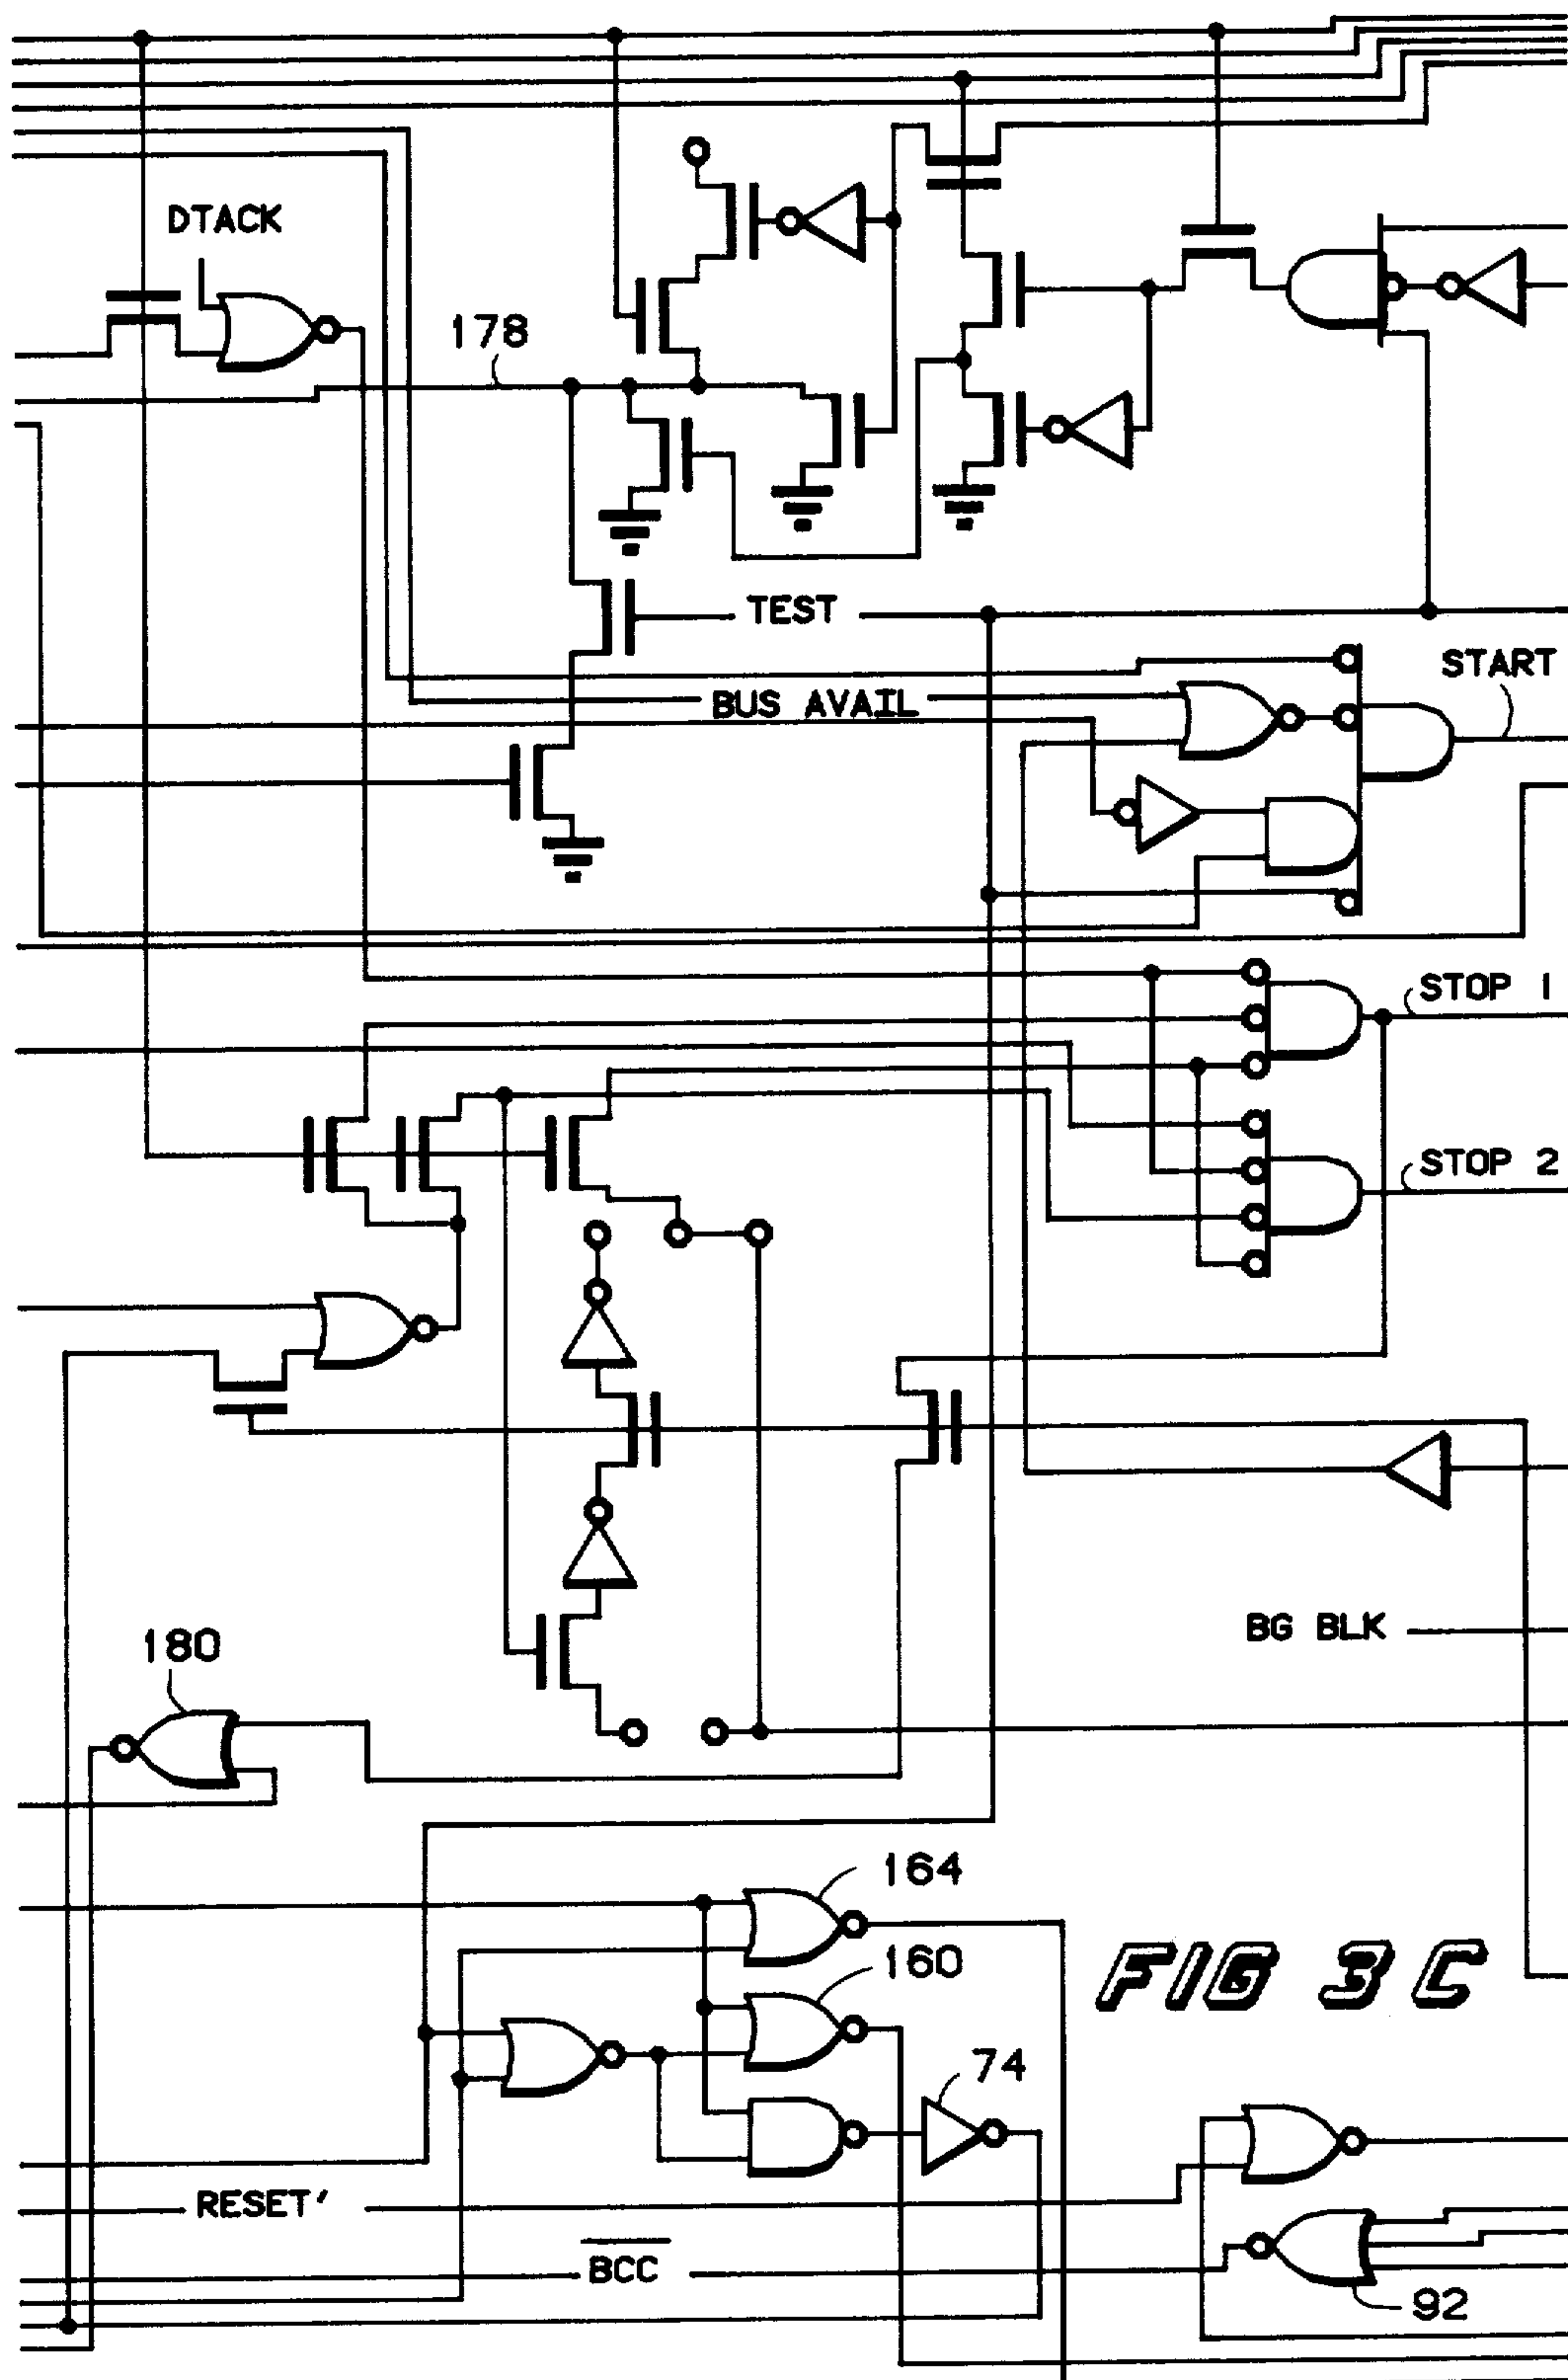 DTACK
178
TEST
START
BUS AVAIL
STOP 1
STOP 2
BG BLK
180
164
160
FIG 3C
74
RESET'
BCC
92